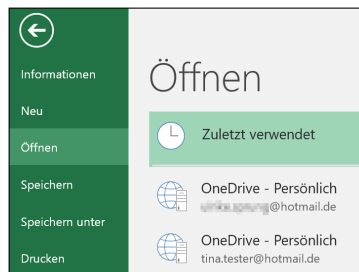 Informationen
Neu
Öffnen
Speichern
Speichern unter
Drucken
Öffnen
Zuletzt verwendet
OneDrive - Persönlich
@hotmail.de
OneDrive - Persönlich
tina.tester@hotmail.de